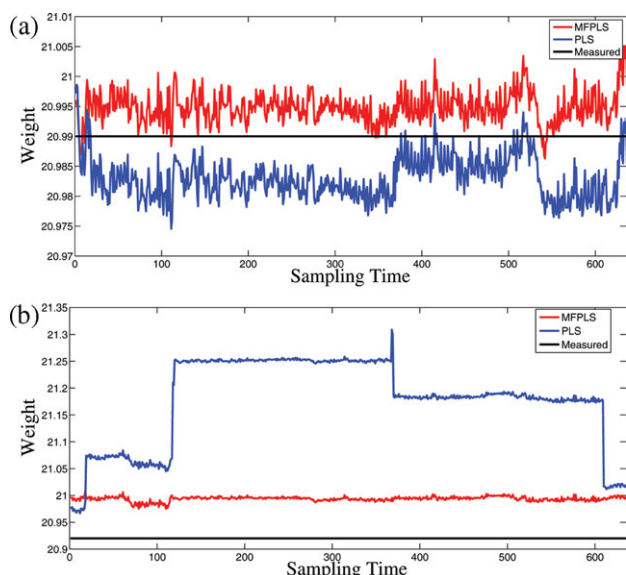 (a)
21.01
21.005
21
20.995
20.99
20.985
20.98
20.975
20.97
Weight
MFPLS
PLS
Measured
0 100 200 300 400 500 600
Sampling Time
(b)
21.35
21.3
21.25
21.2
21.15
21.1
21.05
21
20.95
20.9
Weight
MFPLS
PLS
Measured
0 100 200 300 400 500 600
Sampling Time